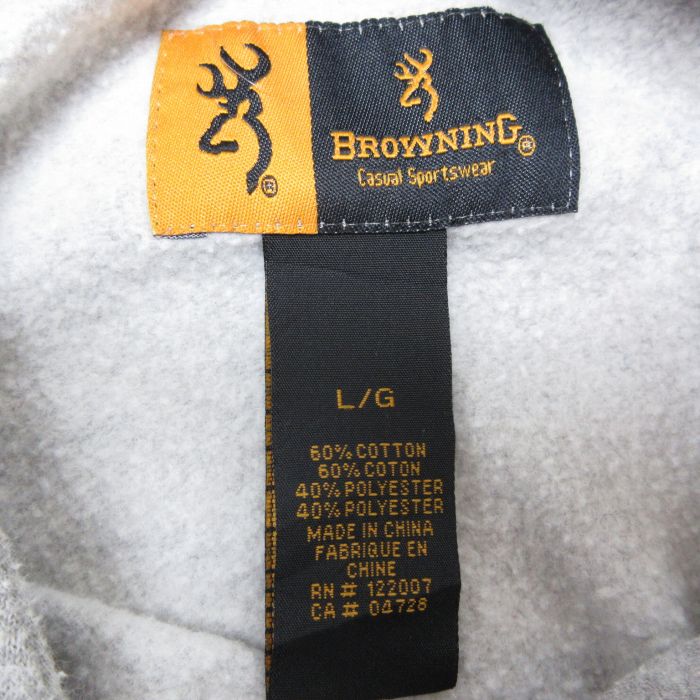 ®
BROWNING®
Casual Sportswear
L/G
60% COTTON
60% COTON
40% POLYESTER
40% POLYESTER
MADE IN CHINA
FABRIQUE EN
CHINE
RN # 122007
CA # 04728